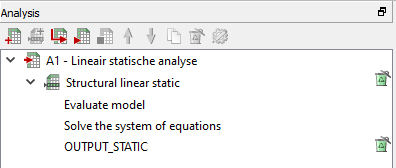 Analysis
A1 - Lineair statische analyse
Structural linear static
Evaluate model
Solve the system of equations
OUTPUT_STATIC